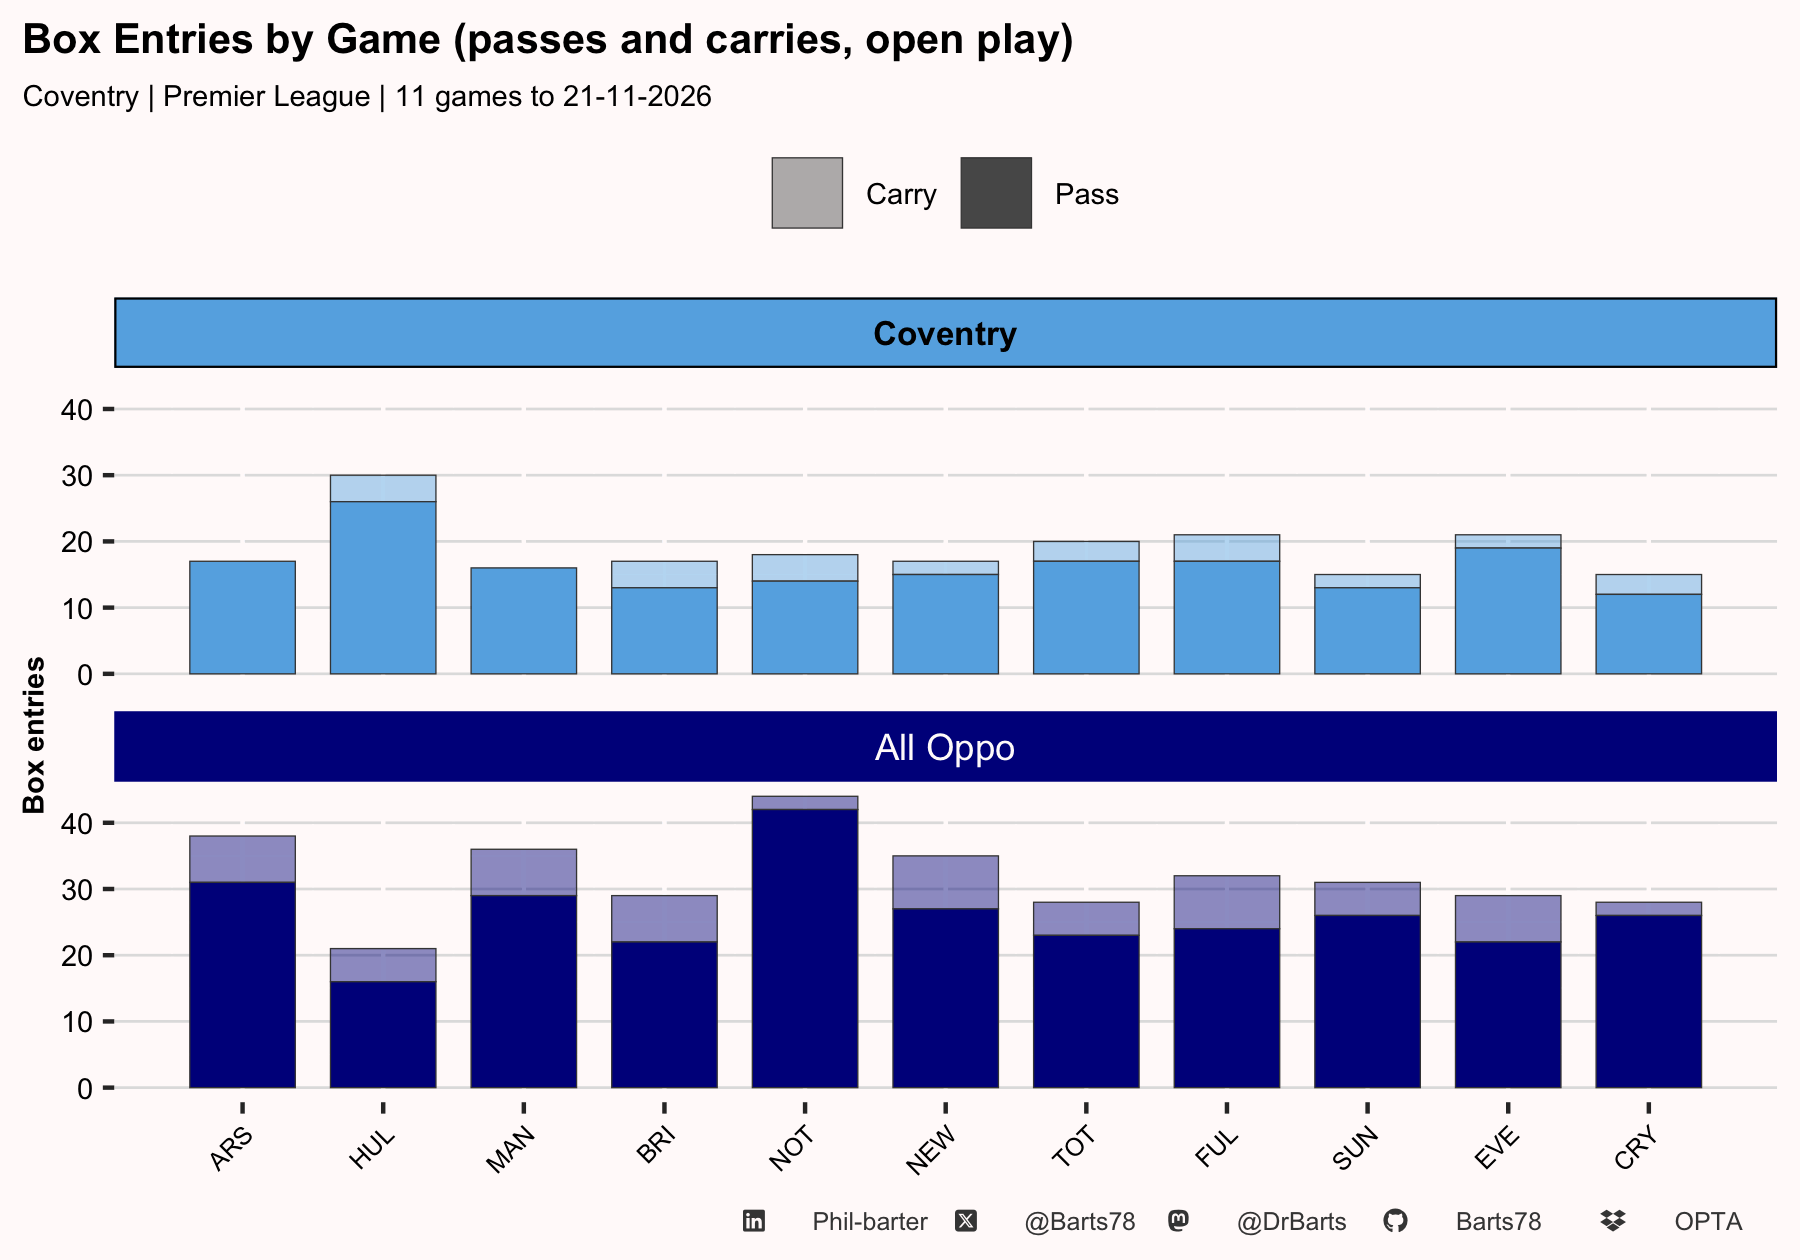 Box Entries by Game (passes and carries, open play)
Coventry | Premier League | 11 games to 21-11-2026
Carry Pass
Coventry
40
30
20
10
0
Box entries
All Oppo
40
30
20
10
0
ARS HUL MAN BRI NOT NEW TOT FUL SUN EVE CRY
Phil-barter @Barts78 @DrBarts Barts78 OPTA